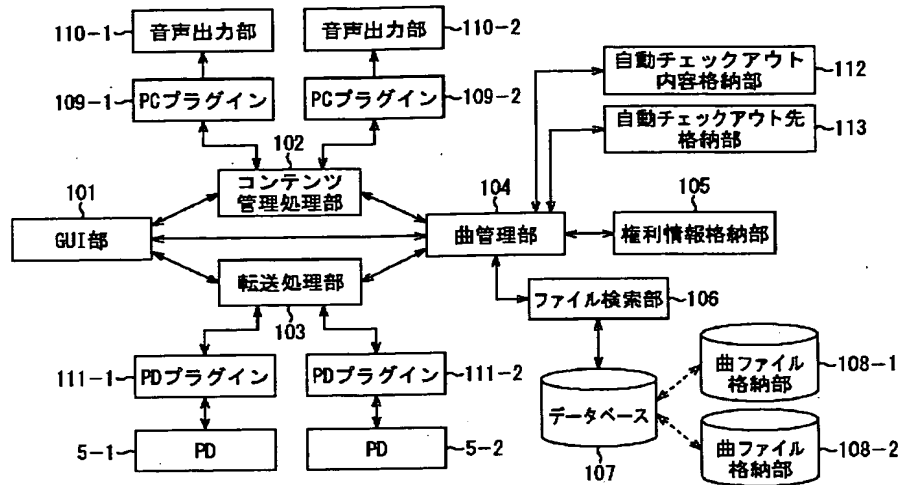 110-1
音声出力部
音声出力部
110-2
109-1
PCプラグイン
PCプラグイン
109-2
自動チェックアウト
内容格納部
112
自動チェックアウト先
格納部
113
102
コンテンツ
管理処理部
101
GUI部
104
曲管理部
105
権利情報格納部
転送処理部
103
ファイル検索部
106
111-1
PDプラグイン
PDプラグイン
111-2
5-1
PD
PD
5-2
データベース
107
曲ファイル
格納部
108-1
曲ファイル
格納部
108-2